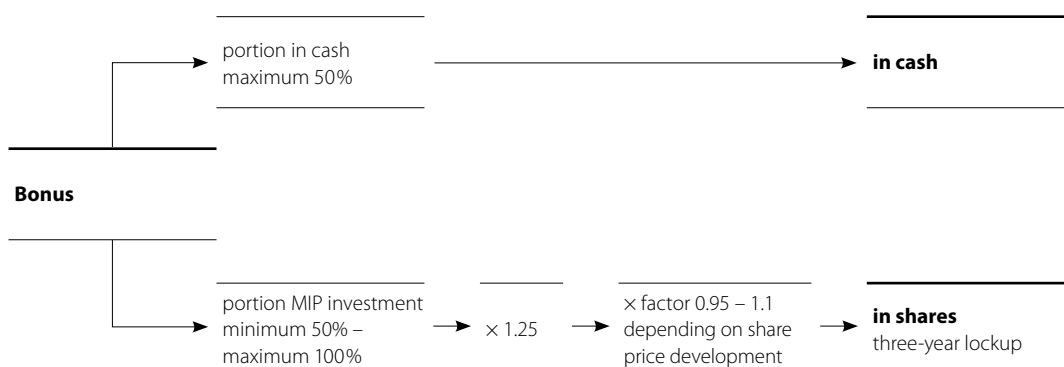 portion in cash
maximum 50%
in cash
Bonus
portion MIP investment
minimum 50% –
maximum 100%
× 1.25
× factor 0.95 – 1.1
depending on share
price development
in shares
three-year lockup